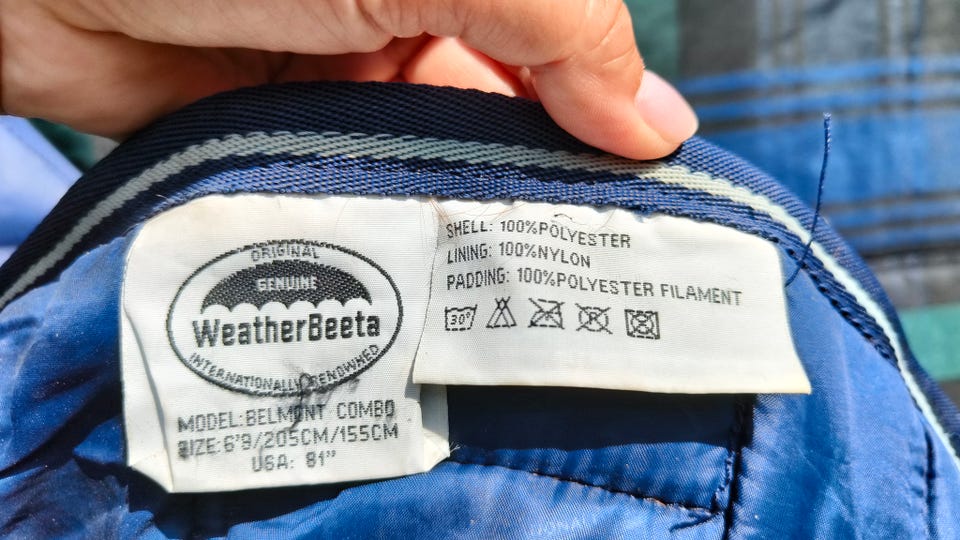 ORIGINAL
GENUINE
WeatherBeeta
INTERNATIONALLY RENOWNED
MODEL:BELMONT COMBO
SIZE:6'9/205CM/155CM
USA: 81"
SHELL: 100%POLYESTER
LINING: 100%NYLON
PADDING: 100%POLYESTER FILAMENT
30°